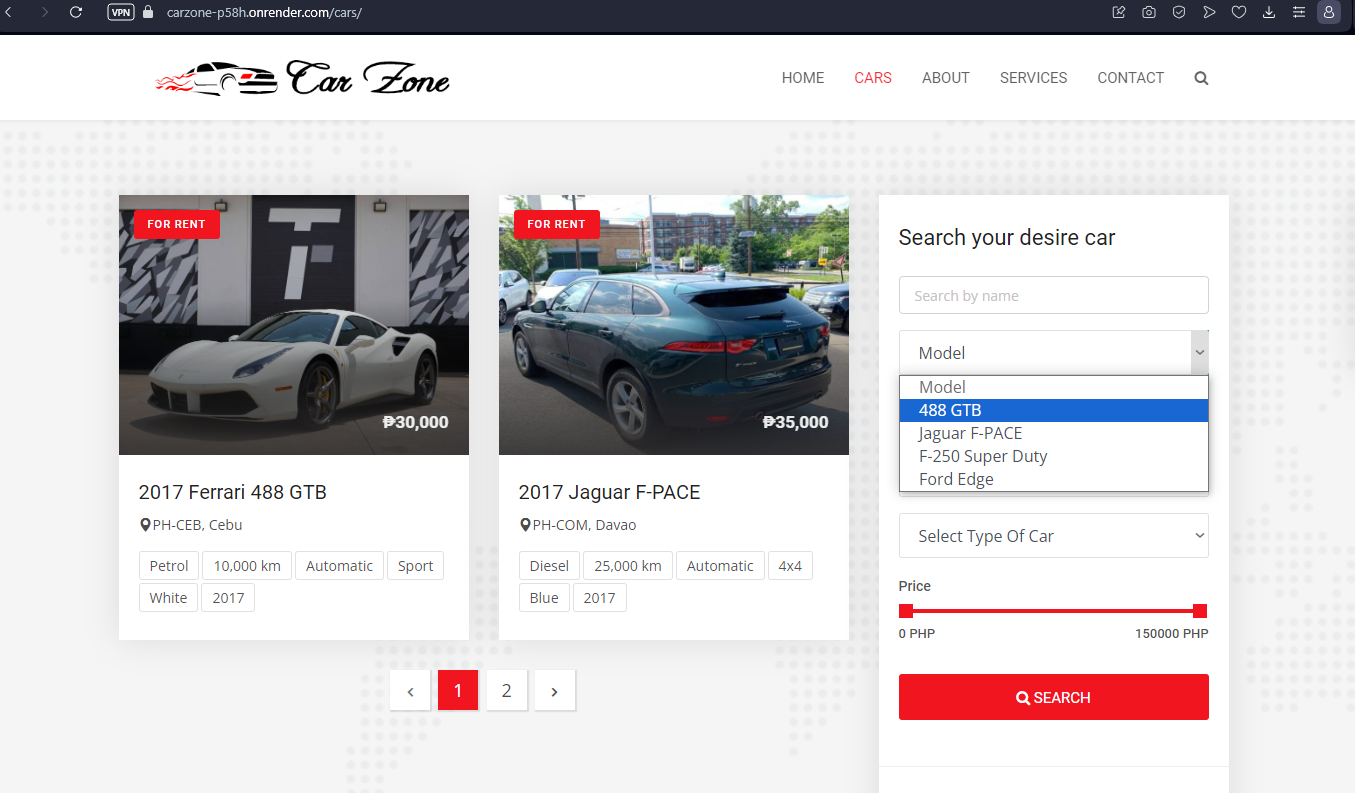 VPN
carzone-p58h.onrender.com/cars/
Car Zone
HOME
CARS
ABOUT
SERVICES
CONTACT
FOR RENT
₱30,000
2017 Ferrari 488 GTB
PH-CEB, Cebu
Petrol
10,000 km
Automatic
Sport
White
2017
FOR RENT
₱35,000
2017 Jaguar F-PACE
PH-COM, Davao
Diesel
25,000 km
Automatic
4x4
Blue
2017
‹
1
2
›
Search your desire car
Search by name
Model
Model
488 GTB
Jaguar F-PACE
F-250 Super Duty
Ford Edge
Select Type Of Car
Price
0 PHP
150000 PHP
SEARCH